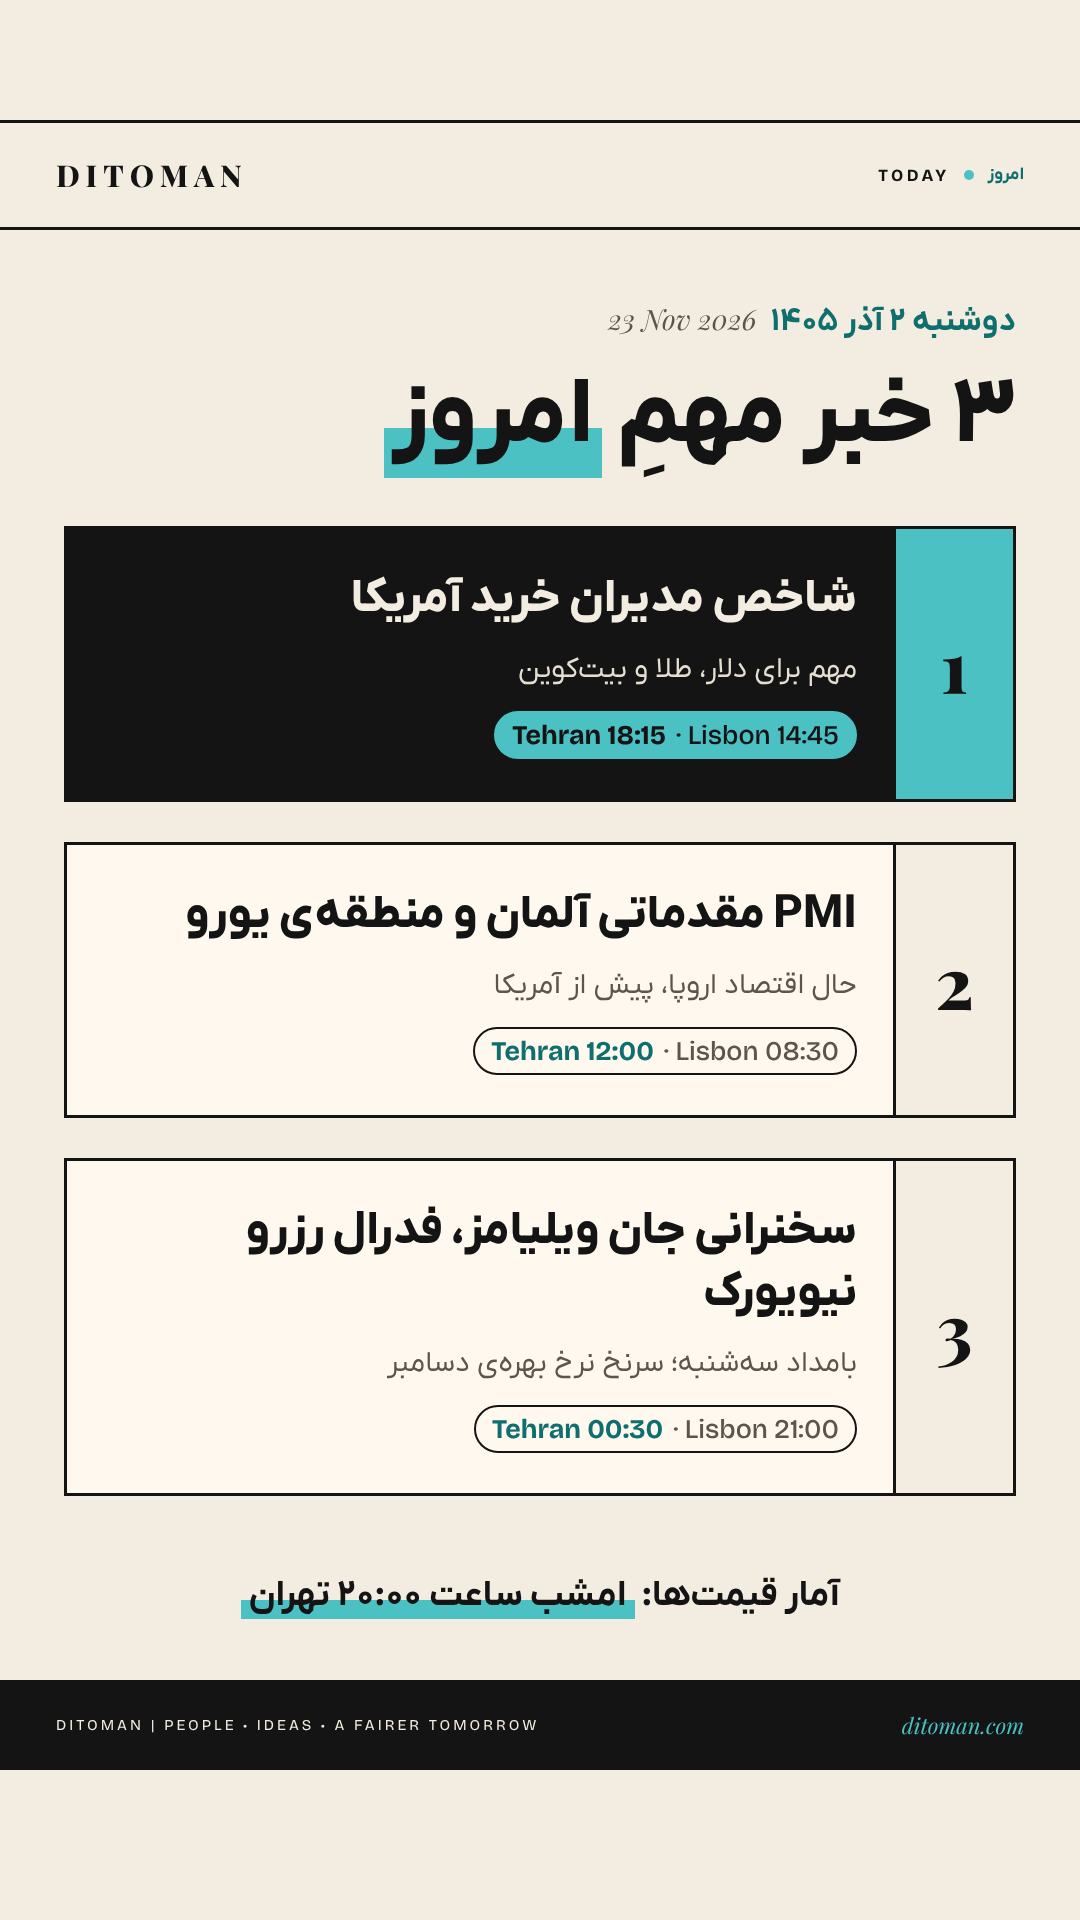 DITOMAN
TODAY • امروز
دوشنبه ۲ آذر ۱۴۰۵ 23 Nov 2026
۳ خبر مهمِ امروز
1
شاخص مدیران خرید آمریکا
مهم برای دلار، طلا و بیت‌کوین
Tehran 18:15 · Lisbon 14:45
2
PMI مقدماتی آلمان و منطقه‌ی یورو
حال اقتصاد اروپا، پیش از آمریکا
Tehran 12:00 · Lisbon 08:30
3
سخنرانی جان ویلیامز، فدرال رزرو
نیویورک
بامداد سه‌شنبه؛ سرنخ نرخ بهره‌ی دسامبر
Tehran 00:30 · Lisbon 21:00
آمار قیمت‌ها: امشب ساعت ۲۰:۰۰ تهران
DITOMAN | PEOPLE • IDEAS • A FAIRER TOMORROW
ditoman.com